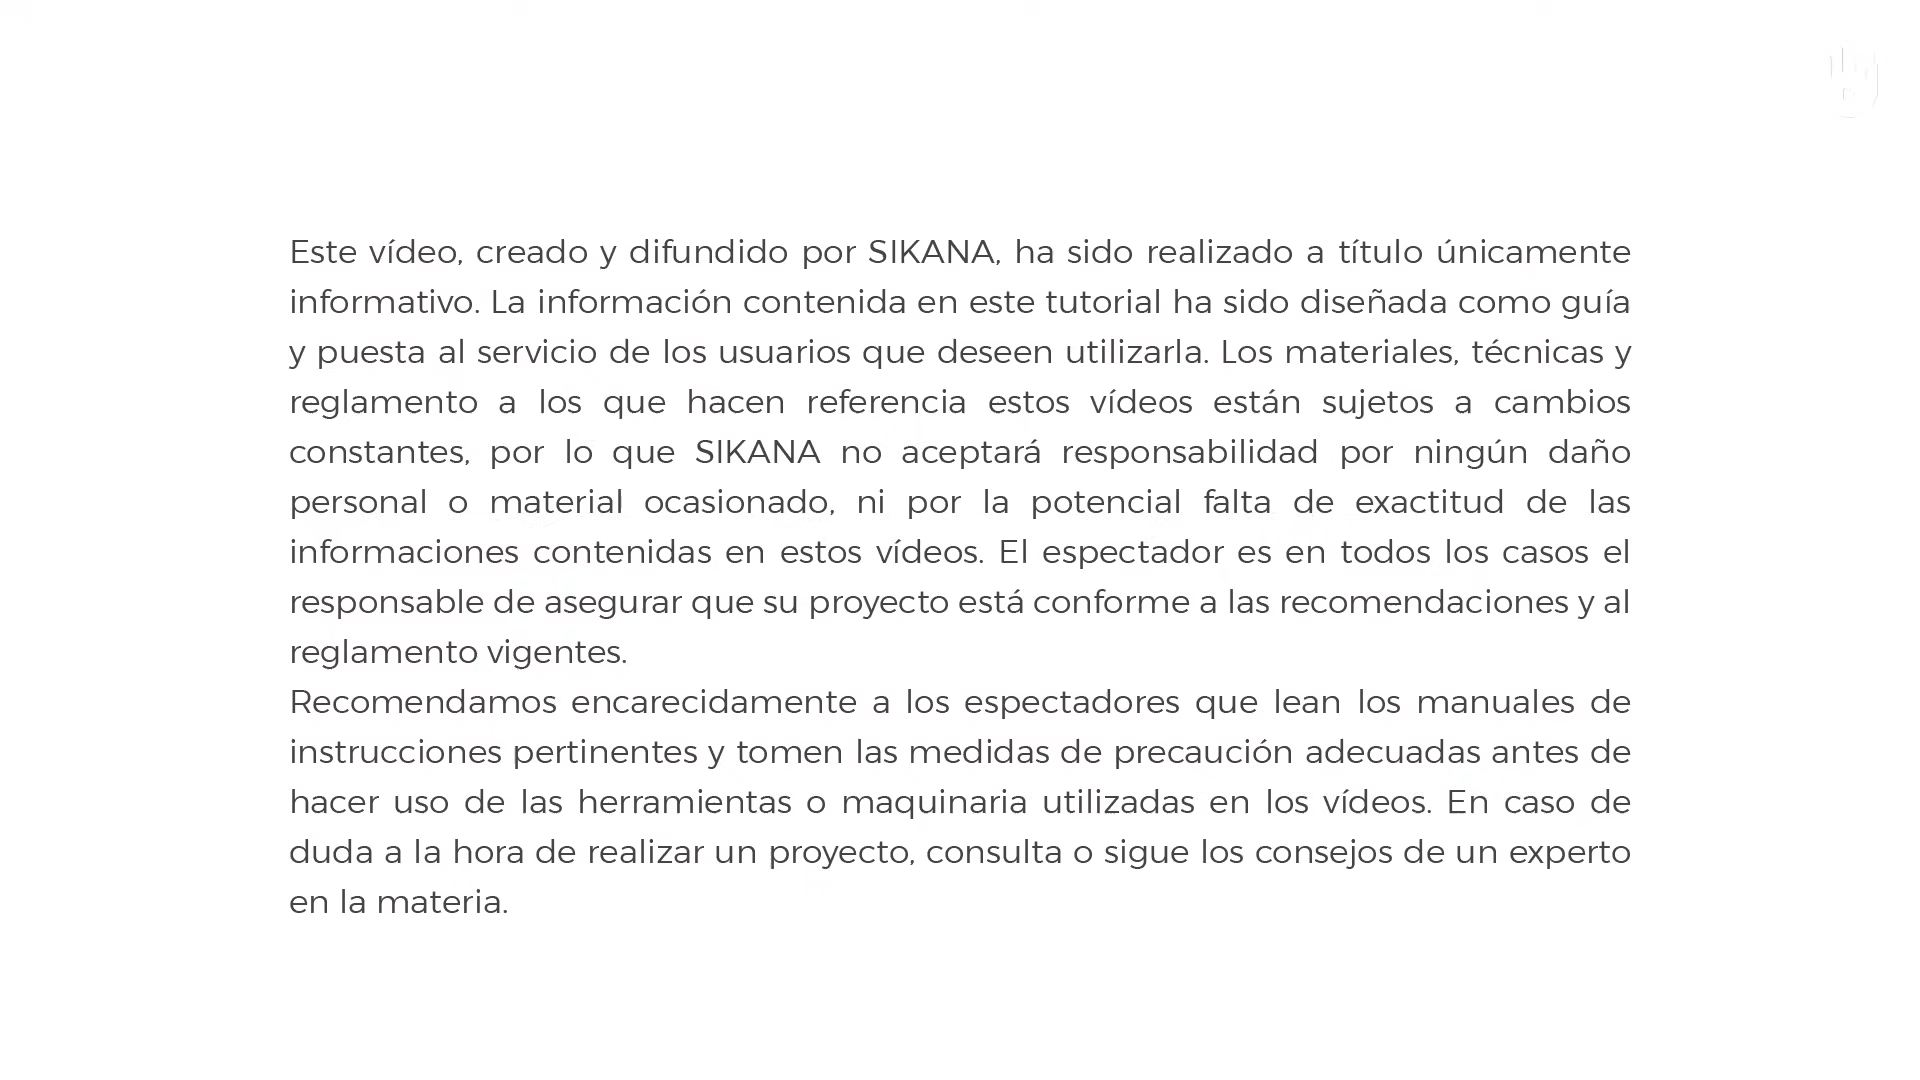 Este vídeo, creado y difundido por SIKANA, ha sido realizado a título únicamente
informativo. La información contenida en este tutorial ha sido diseñada como guía
y puesta al servicio de los usuarios que deseen utilizarla. Los materiales, técnicas y
reglamento a los que hacen referencia estos vídeos están sujetos a cambios
constantes, por lo que SIKANA no aceptará responsabilidad por ningún daño
personal o material ocasionado, ni por la potencial falta de exactitud de las
informaciones contenidas en estos vídeos. El espectador es en todos los casos el
responsable de asegurar que su proyecto está conforme a las recomendaciones y al
reglamento vigentes.
Recomendamos encarecidamente a los espectadores que lean los manuales de
instrucciones pertinentes y tomen las medidas de precaución adecuadas antes de
hacer uso de las herramientas o maquinaria utilizadas en los vídeos. En caso de
duda a la hora de realizar un proyecto, consulta o sigue los consejos de un experto
en la materia.